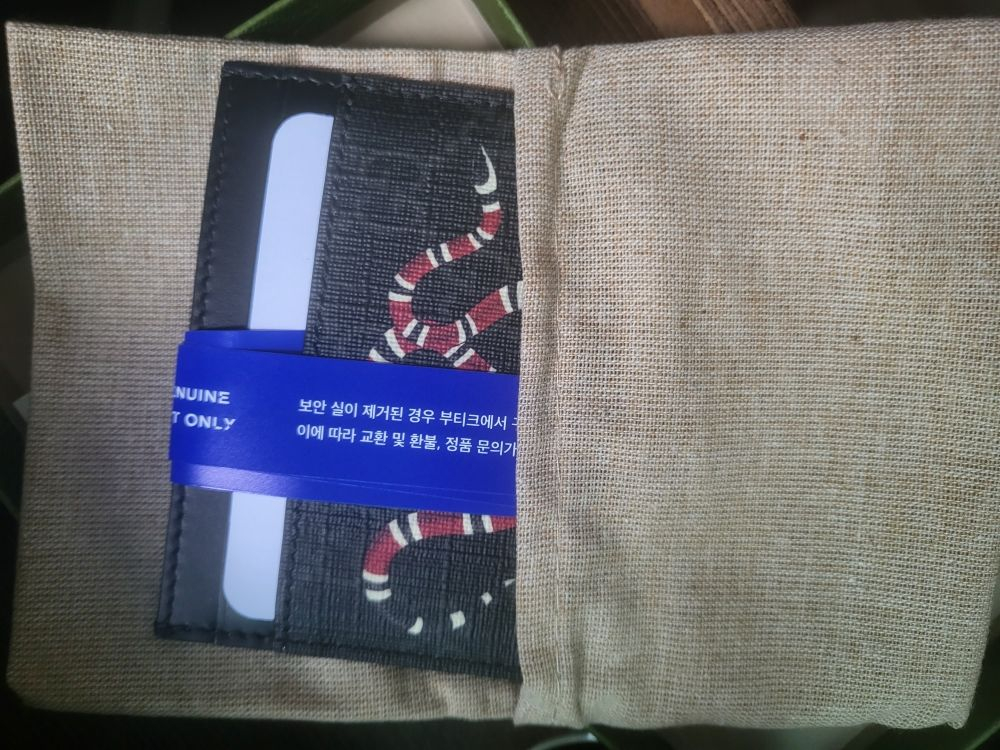 ENUINE
T ONLY
보안 실이 제거된 경우 부티크에서
이에 따라 교환 및 환불, 정품 문의가